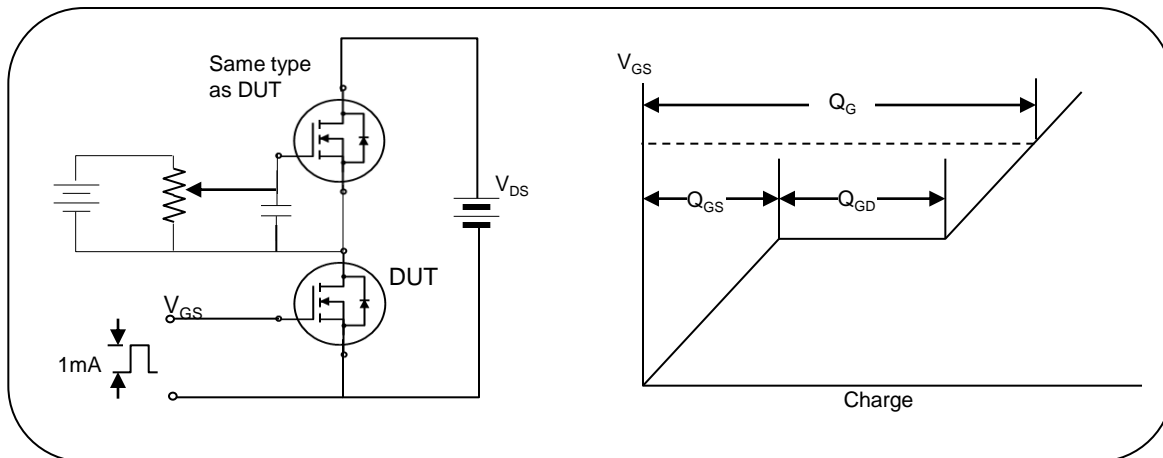 Same type
as DUT
V_DS
DUT
V_GS
1mA
V_GS
Q_G
Q_GS
Q_GD
Charge